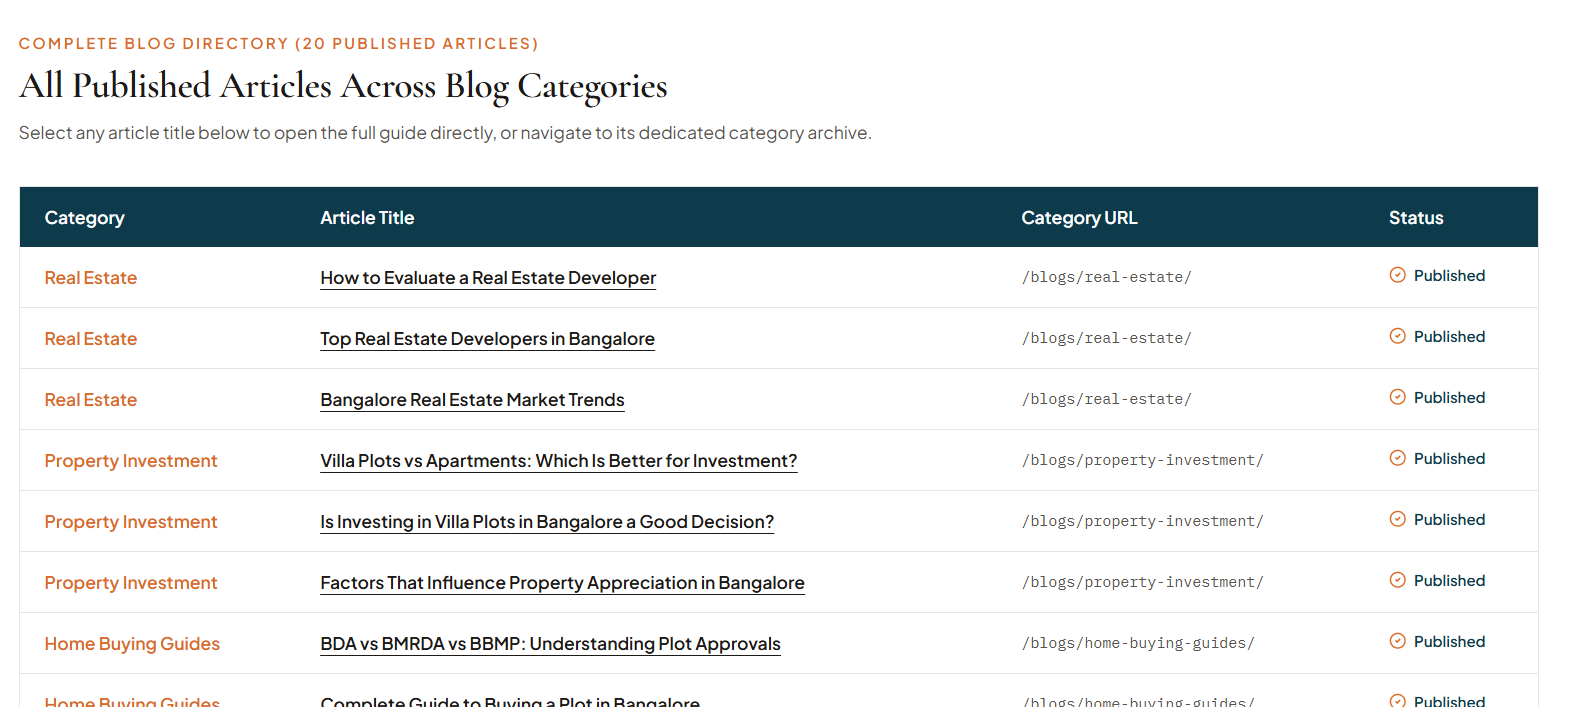 COMPLETE BLOG DIRECTORY (20 PUBLISHED ARTICLES)
All Published Articles Across Blog Categories
Select any article title below to open the full guide directly, or navigate to its dedicated category archive.
Category Article Title Category URL Status
Real Estate How to Evaluate a Real Estate Developer /blogs/real-estate/ Published
Real Estate Top Real Estate Developers in Bangalore /blogs/real-estate/ Published
Real Estate Bangalore Real Estate Market Trends /blogs/real-estate/ Published
Property Investment Villa Plots vs Apartments: Which Is Better for Investment? /blogs/property-investment/ Published
Property Investment Is Investing in Villa Plots in Bangalore a Good Decision? /blogs/property-investment/ Published
Property Investment Factors That Influence Property Appreciation in Bangalore /blogs/property-investment/ Published
Home Buying Guides BDA vs BMRDA vs BBMP: Understanding Plot Approvals /blogs/home-buying-guides/ Published
Home Buying Guides Complete Guide to Buying a Plot in Bangalore /blogs/home-buying-guides/ Published